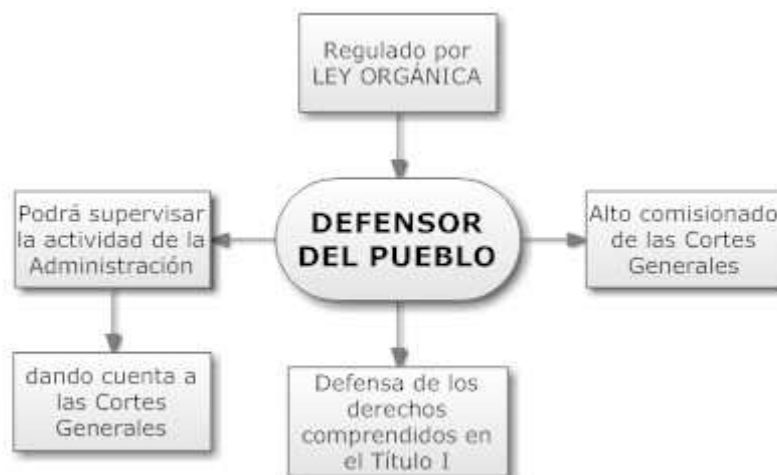 Regulado por
LEY ORGÁNICA
Podrá supervisar
la actividad de la
Administración
DEFENSOR
DEL PUEBLO
Alto comisionado
de las Cortes
Generales
dando cuenta a
las Cortes
Generales
Defensa de los
derechos
comprendidos en
el Título I